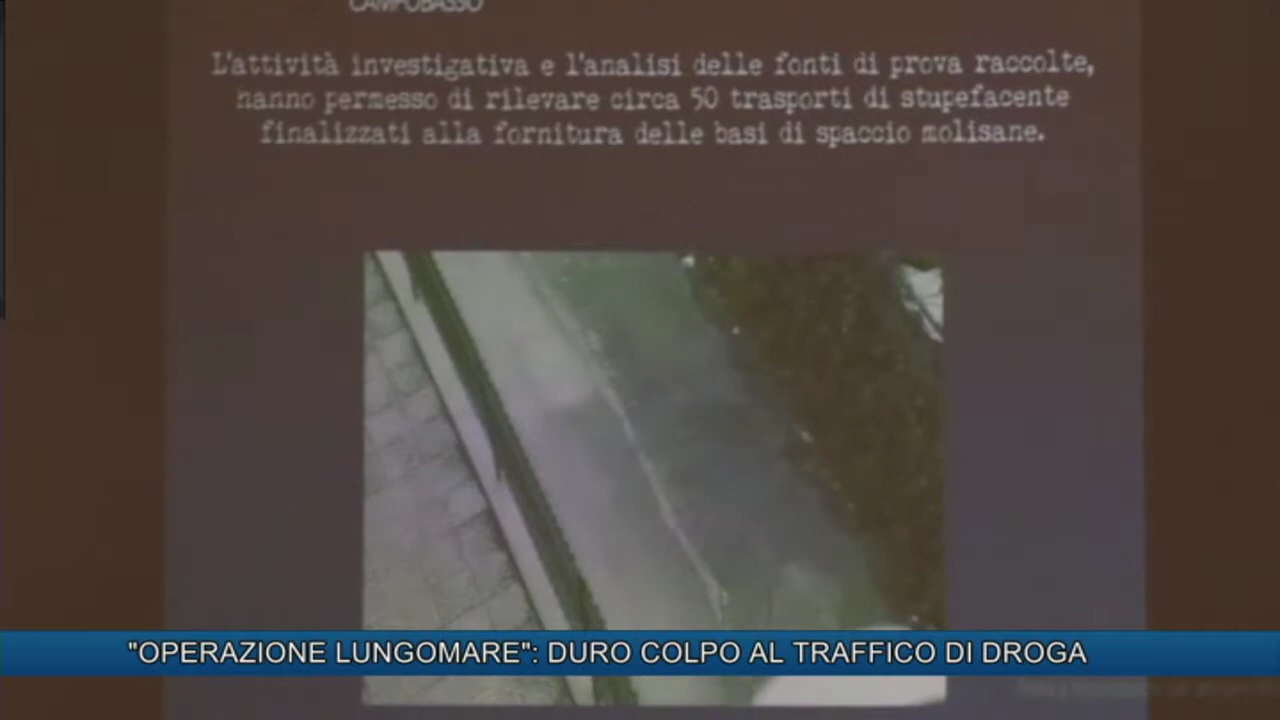 CAMPOBASSO
L'attività investigativa e l'analisi delle fonti di prova raccolte,
hanno permesso di rilevare circa 50 trasporti di stupefacente
finalizzati alla fornitura delle basi di spaccio molisane.
"OPERAZIONE LUNGOMARE": DURO COLPO AL TRAFFICO DI DROGA